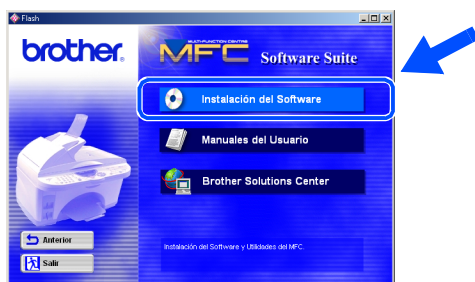 Flash
brother.
MULTI-FUNCTION CENTRE
MFC
Software Suite
Instalación del Software
Manuales del Usuario
Brother Solutions Center
Anterior
Salir
Instalación del Software y Utilidades del MFC.